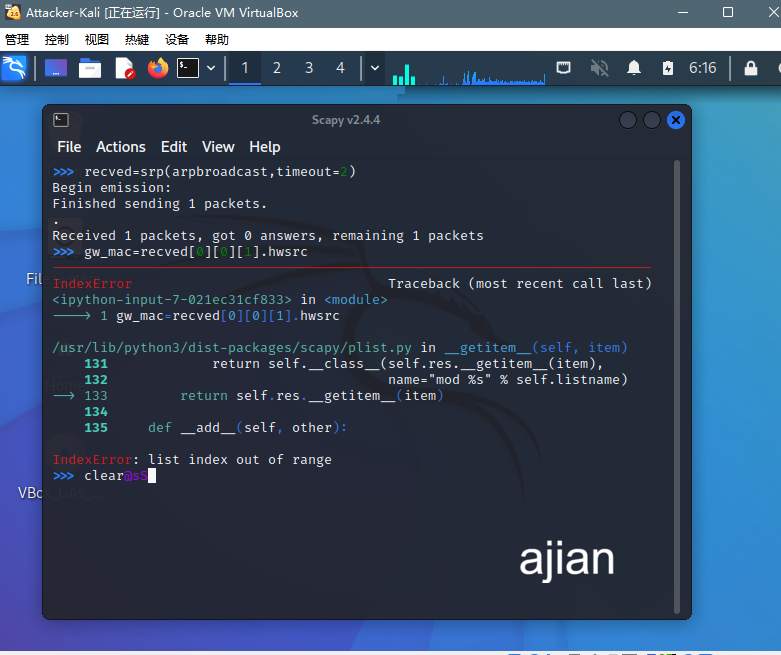 Attacker-Kali [正在运行] - Oracle VM VirtualBox
管理 控制 视图 热键 设备 帮助
1 2 3 4 6:16
Scapy v2.4.4
File Actions Edit View Help
>>> recved=srp(arpbroadcast,timeout=2)
Begin emission:
Finished sending 1 packets.
.
Received 1 packets, got 0 answers, remaining 1 packets
>>> gw_mac=recved[0][0][1].hwsrc
IndexError Traceback (most recent call last)
<ipython-input-7-021ec31cf833> in <module>
----> 1 gw_mac=recved[0][0][1].hwsrc
/usr/lib/python3/dist-packages/scapy/plist.py in __getitem__(self, item)
131 return self.__class__(self.res.__getitem__(item),
132 name="mod %s" % self.listname)
--> 133 return self.res.__getitem__(item)
134
135 def __add__(self, other):
IndexError: list index out of range
>>> clear@sS
Fil
Home
VBox_GAs_...
ajian